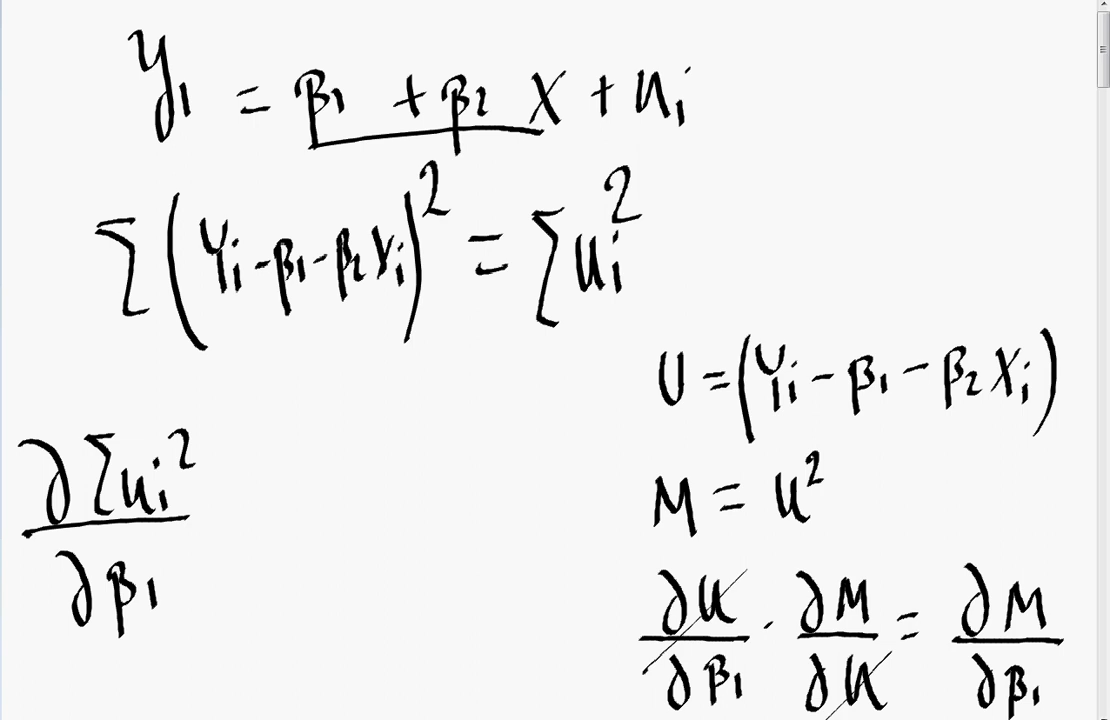 y₁ = β₁ + β₂ X + uᵢ
∑(Yᵢ - β₁ - β₂Xᵢ)² = ∑uᵢ²
U = (Yᵢ - β₁ - β₂Xᵢ)
M = u²
∂∑uᵢ² / ∂β₁
∂u/∂β₁ · ∂M/∂u = ∂M/∂β₁